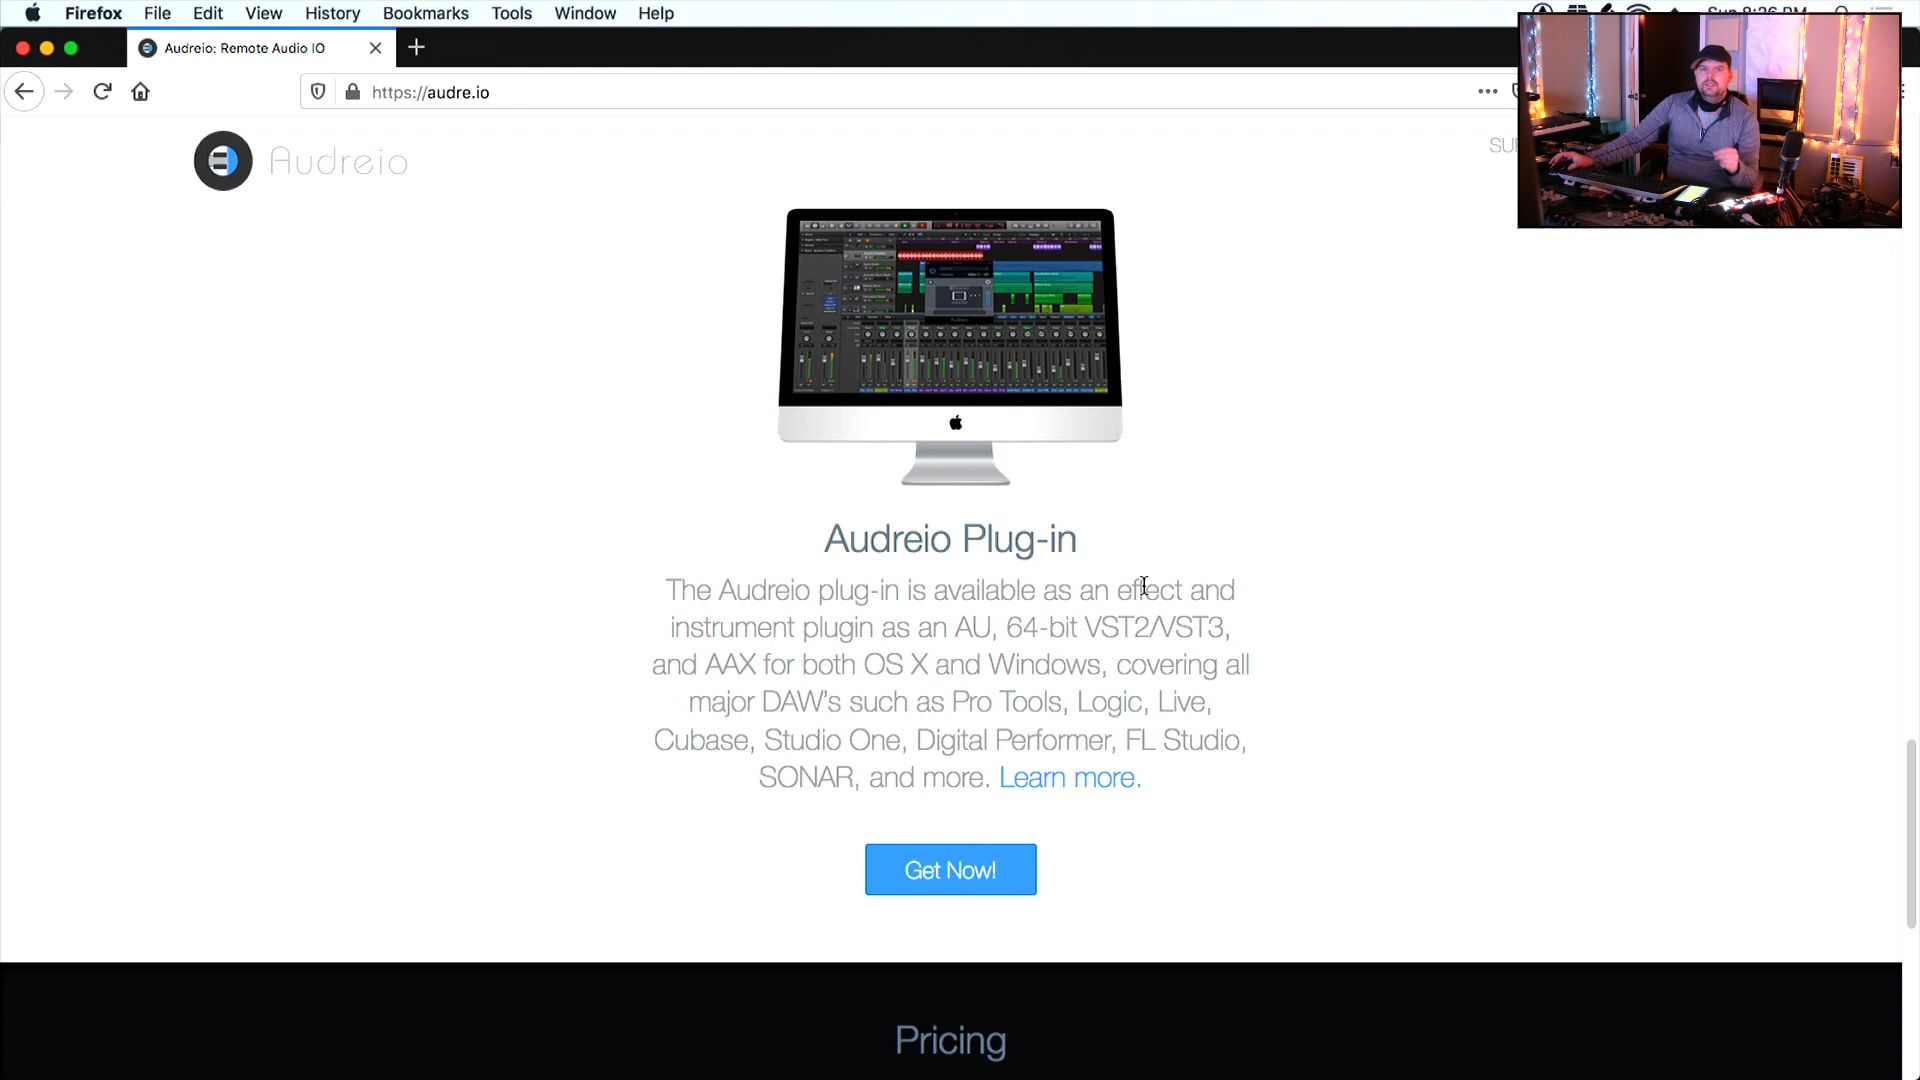 Firefox File Edit View History Bookmarks Tools Window Help
Audreio: Remote Audio IO
https://audre.io
Audreio
Audreio Plug-in
The Audreio plug-in is available as an effect and
instrument plugin as an AU, 64-bit VST2/VST3,
and AAX for both OS X and Windows, covering all
major DAW's such as Pro Tools, Logic, Live,
Cubase, Studio One, Digital Performer, FL Studio,
SONAR, and more. Learn more.
Get Now!
Pricing